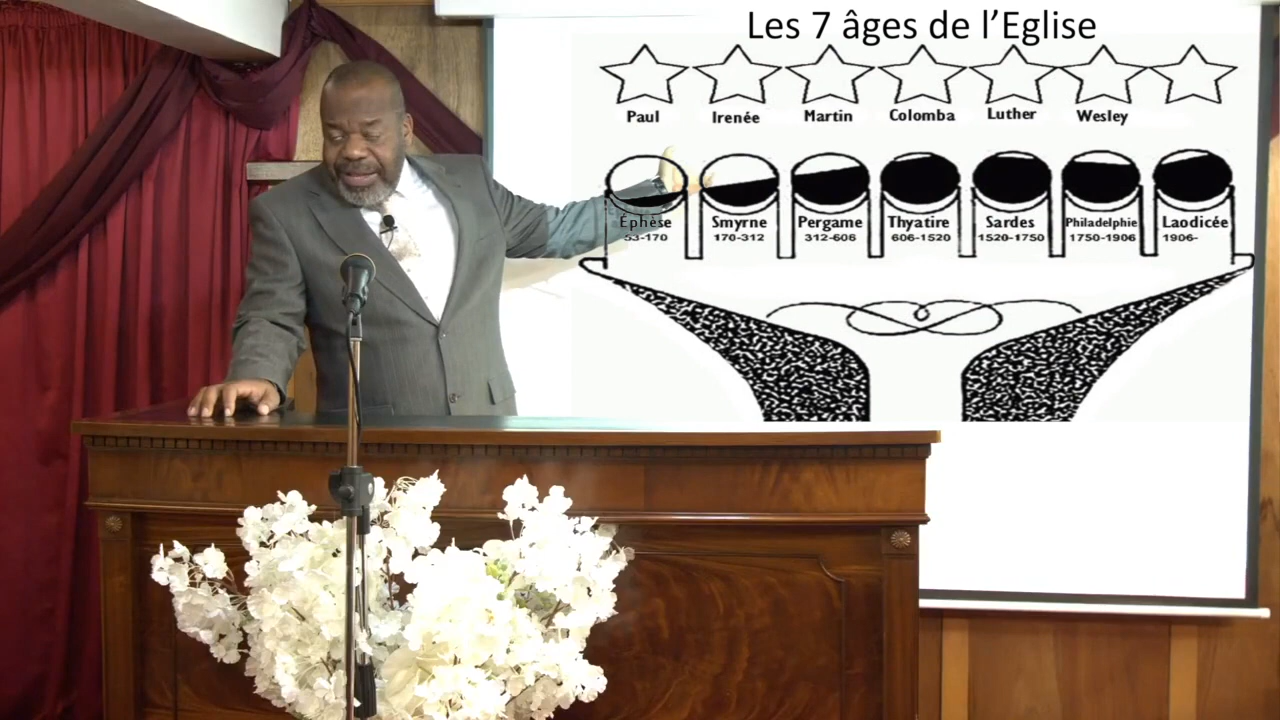 Les 7 âges de l’Eglise
Paul Irenée Martin Colomba Luther Wesley
Éphèse Smyrne Pergame Thyatire Sardes Philadelphie Laodicée
53-170 170-312 312-606 606-1520 1520-1750 1750-1906 1906-